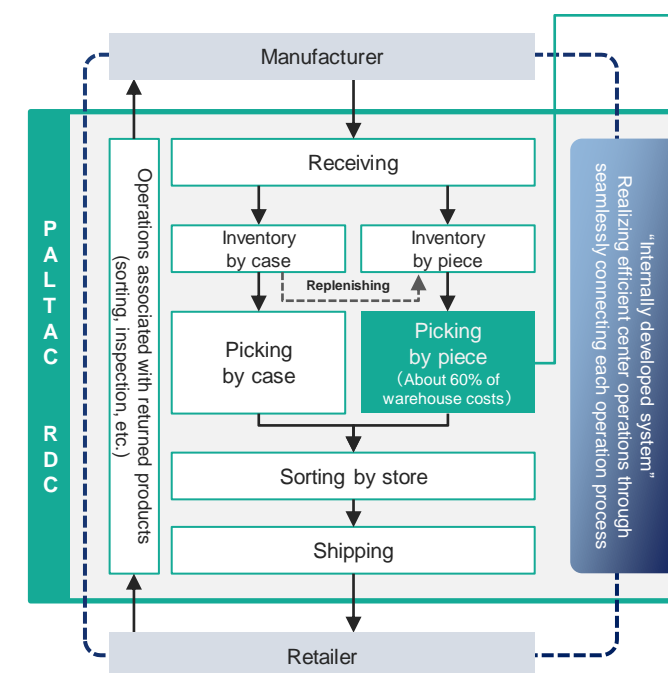 Manufacturer
PALTAC RDC
Operations associated with returned products
(sorting, inspection, etc.)
Receiving
Inventory
by case
Inventory
by piece
Replenishing
Picking
by case
Picking
by piece
（About 60% of
warehouse costs）
Sorting by store
Shipping
Retailer
“Internally developed system”
Realizing efficient center operations through
seamlessly connecting each operation process